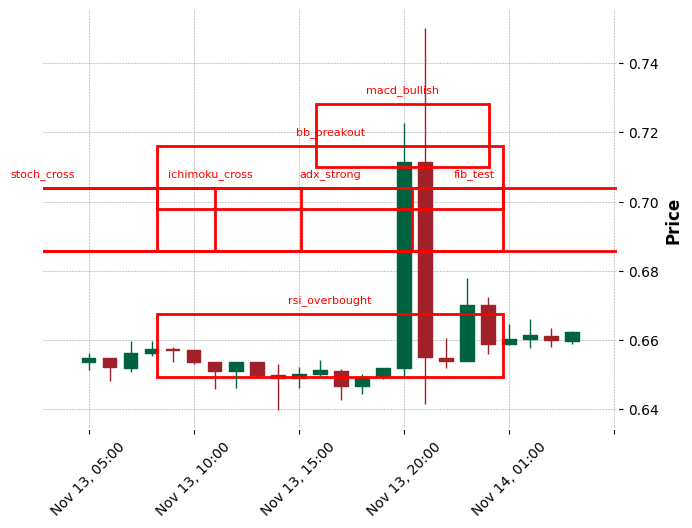 0.74
macd_bullish
0.72
bb_breakout
stoch_cross
ichimoku_cross
adx_strong
fib_test
0.70
Price
0.68
rsi_overbought
0.66
0.64
Nov 13, 05:00
Nov 13, 10:00
Nov 13, 15:00
Nov 13, 20:00
Nov 14, 01:00